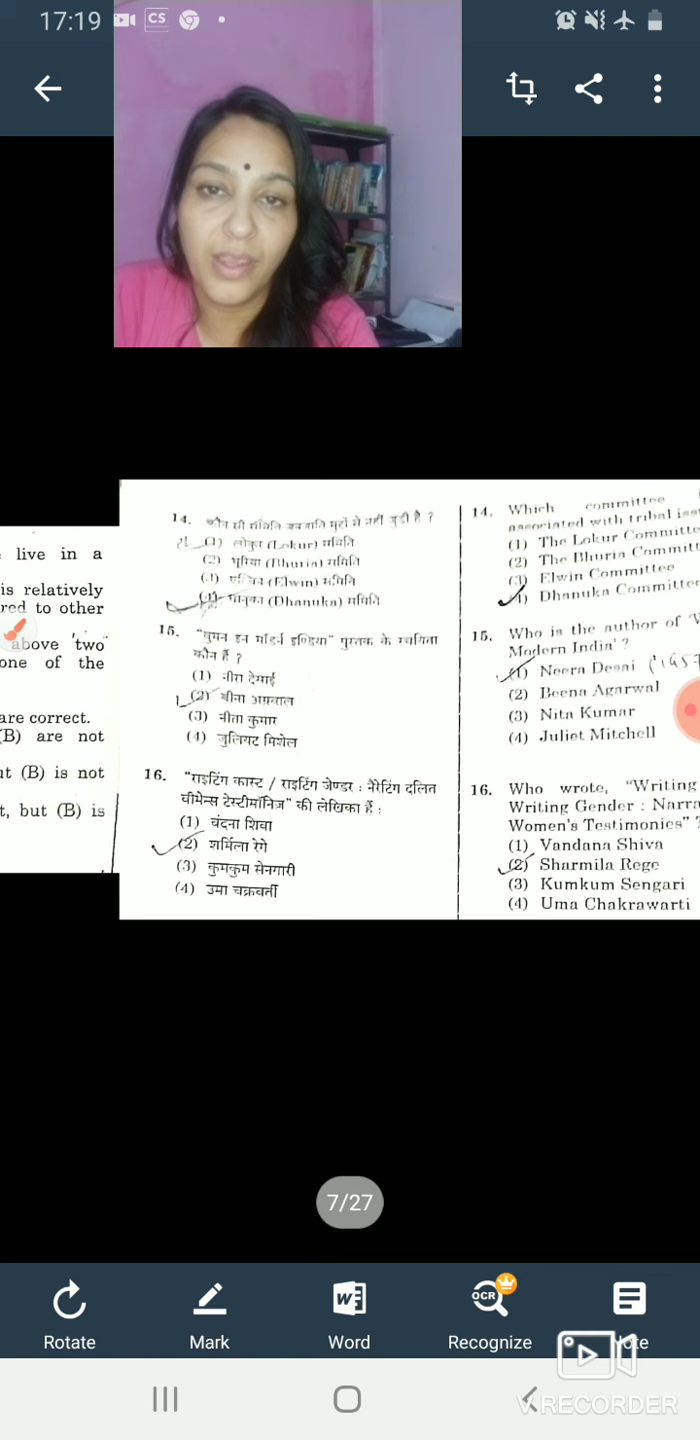 17:19
CS
live in a
is relatively
red to other
above 'two
one of the
are correct.
(B) are not
ut (B) is not
t, but (B) is
14. कौन सी समिति जनजाति मुद्दों से नहीं जुड़ी है ?
(1) लोकुर (Lokur) समिति
(2) भूरिया (Bhuria) समिति
(3) एल्विन (Elwin) समिति
(4) धानुका (Dhanuka) समिति
15. "वुमन इन मॉडर्न इण्डिया" पुस्तक के रचयिता
कौन हैं ?
(1) नीरा देसाई
(2) बीना अग्रवाल
(3) नीता कुमार
(4) जुलियट मिशेल
16. "राइटिंग कास्ट / राइटिंग जेण्डर : नैरेटिंग दलित
वीमेन्स टेस्टीमॉनिज" की लेखिका हैं :
(1) वंदना शिवा
(2) शर्मिला रेगे
(3) कुमकुम सेनगारी
(4) उमा चक्रवर्ती
14. Which committee
associated with tribal iss
(1) The Lokur Committe
(2) The Bhuria Committ
(3) Elwin Committee
(4) Dhanuka Committee
15. Who is the author of 'V
Modern India' ?
(1) Neera Desai (1957
(2) Beena Agarwal
(3) Nita Kumar
(4) Juliet Mitchell
16. Who wrote, "Writing
Writing Gender : Narra
Women's Testimonies" ?
(1) Vandana Shiva
(2) Sharmila Rege
(3) Kumkum Sengari
(4) Uma Chakrawarti
7/27
OCR
Rotate Mark Word Recognize
V RECORDER